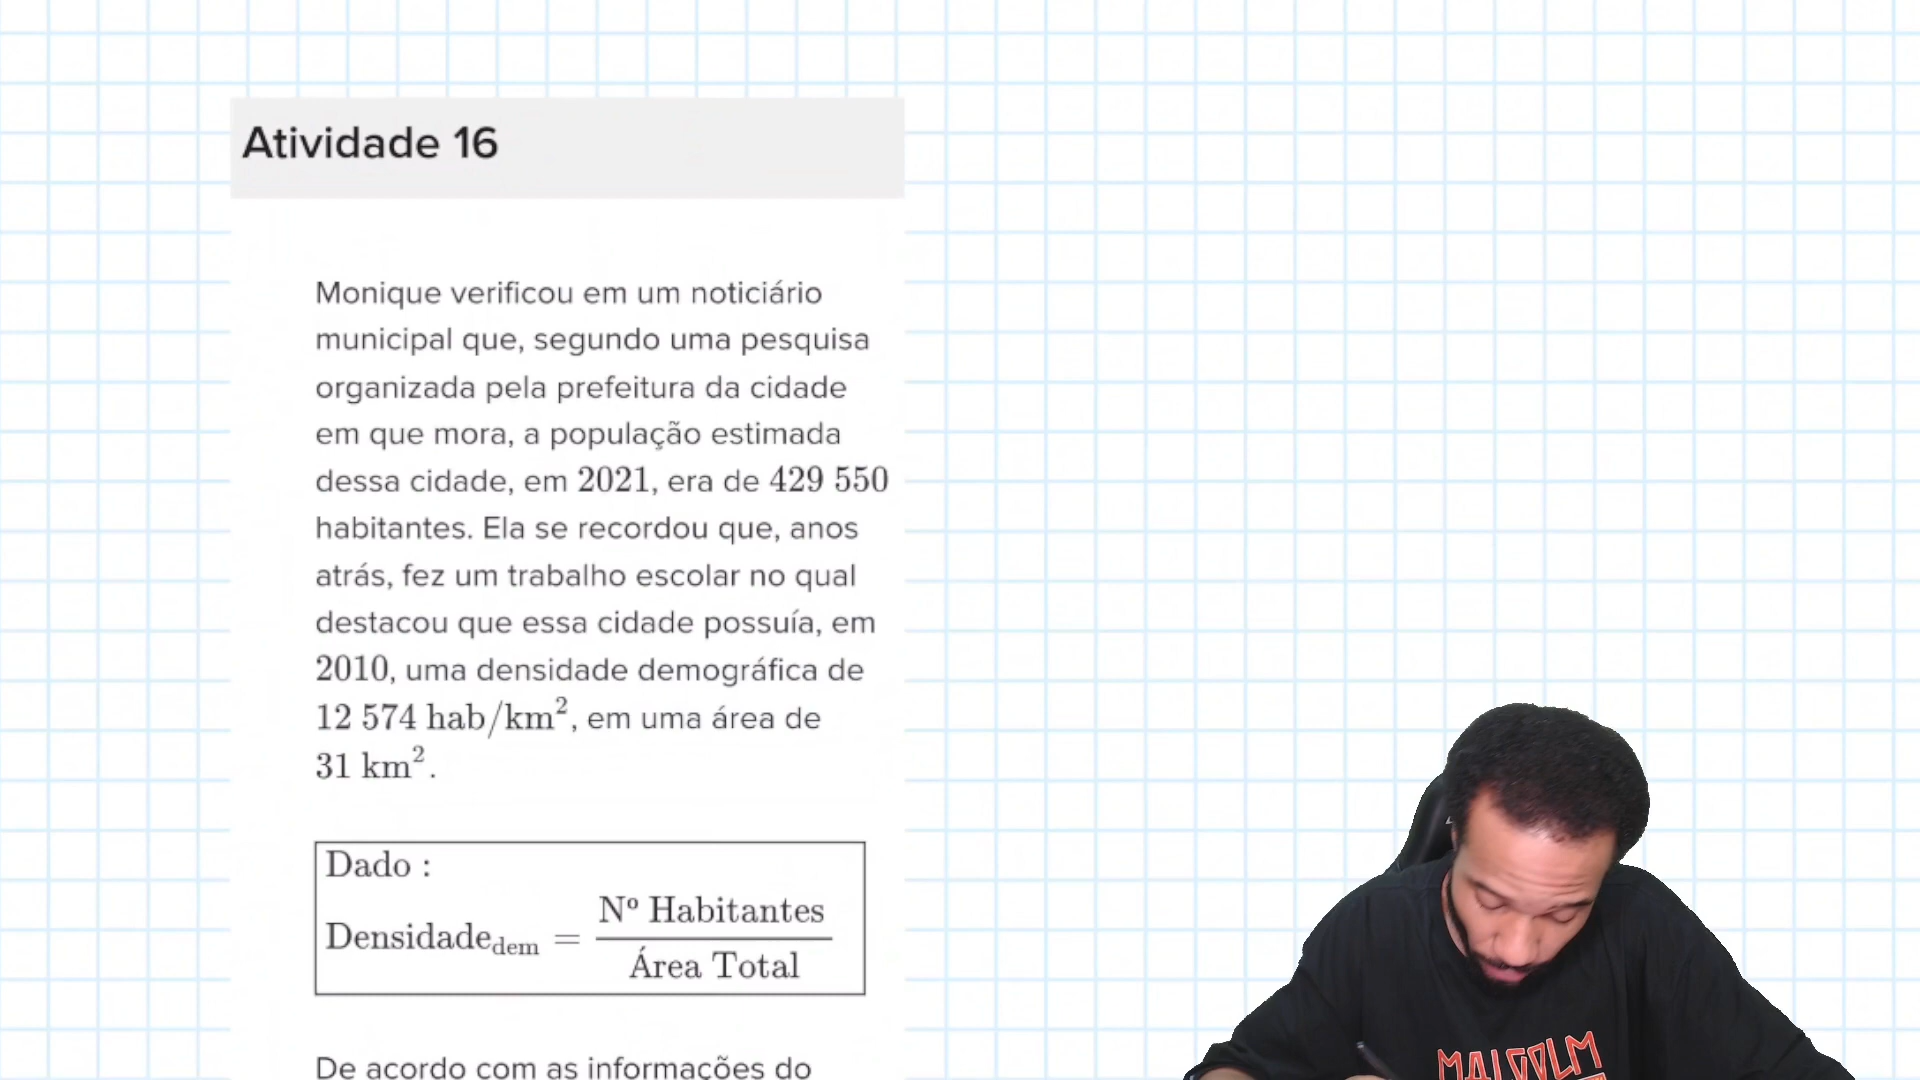 Atividade 16
Monique verificou em um noticiário
municipal que, segundo uma pesquisa
organizada pela prefeitura da cidade
em que mora, a população estimada
dessa cidade, em 2021, era de 429 550
habitantes. Ela se recordou que, anos
atrás, fez um trabalho escolar no qual
destacou que essa cidade possuía, em
2010, uma densidade demográfica de
12 574 hab/km², em uma área de
31 km².
Dado :
Densidade_dem = Nº Habitantes / Área Total
De acordo com as informações do
MALCOLM